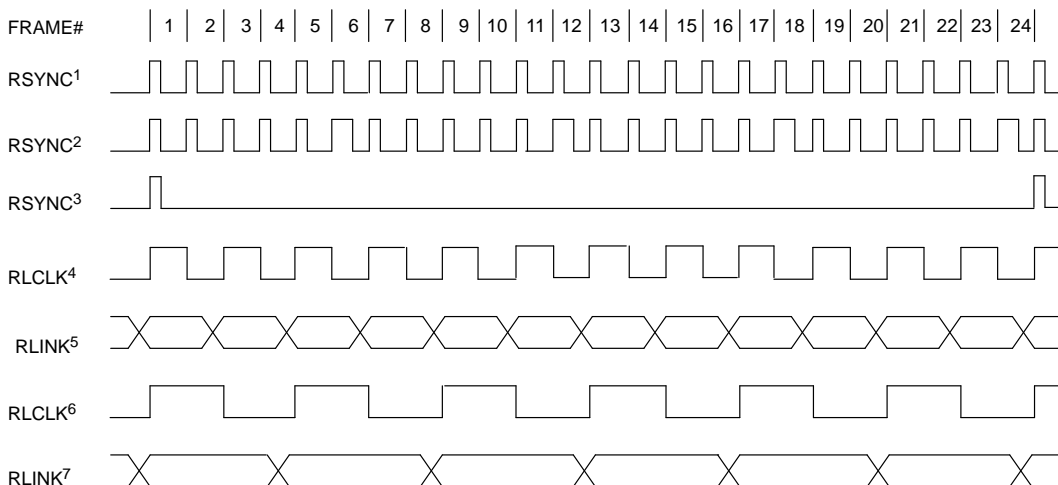 FRAME# 1 2 3 4 5 6 7 8 9 10 11 12 13 14 15 16 17 18 19 20 21 22 23 24
RSYNC1
RSYNC2
RSYNC3
RLCLK4
RLINK5
RLCLK6
RLINK7